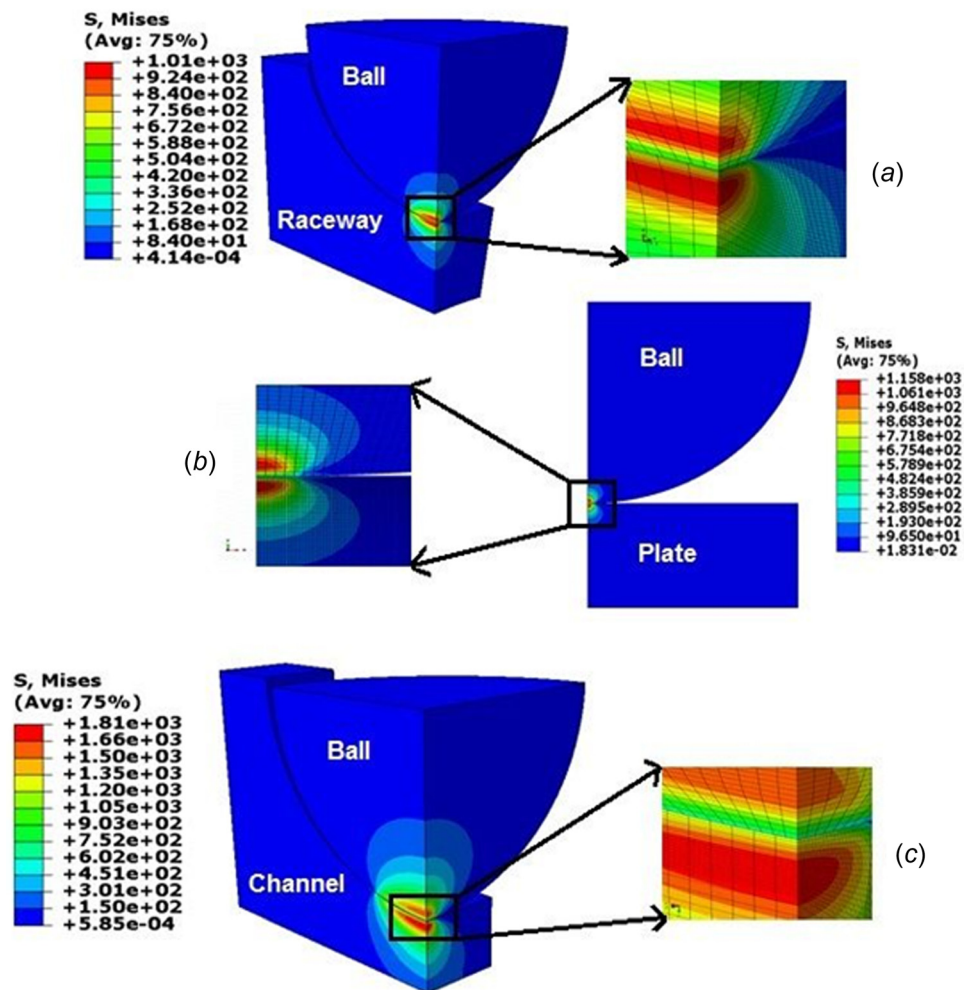 S, Mises
(Avg: 75%)
+1.01e+03
+9.24e+02
+8.40e+02
+7.56e+02
+6.72e+02
+5.88e+02
+5.04e+02
+4.20e+02
+3.36e+02
+2.52e+02
+1.68e+02
+8.40e+01
+4.14e-04
Ball
Raceway
(a)
Ball
Plate
(b)
S, Mises
(Avg: 75%)
+1.158e+03
+1.061e+03
+9.648e+02
+8.683e+02
+7.718e+02
+6.754e+02
+5.789e+02
+4.824e+02
+3.859e+02
+2.895e+02
+1.930e+02
+9.650e+01
+1.831e-02
S, Mises
(Avg: 75%)
+1.81e+03
+1.66e+03
+1.50e+03
+1.35e+03
+1.20e+03
+1.05e+03
+9.03e+02
+7.52e+02
+6.02e+02
+4.51e+02
+3.01e+02
+1.50e+02
+5.85e-04
Ball
Channel
(c)